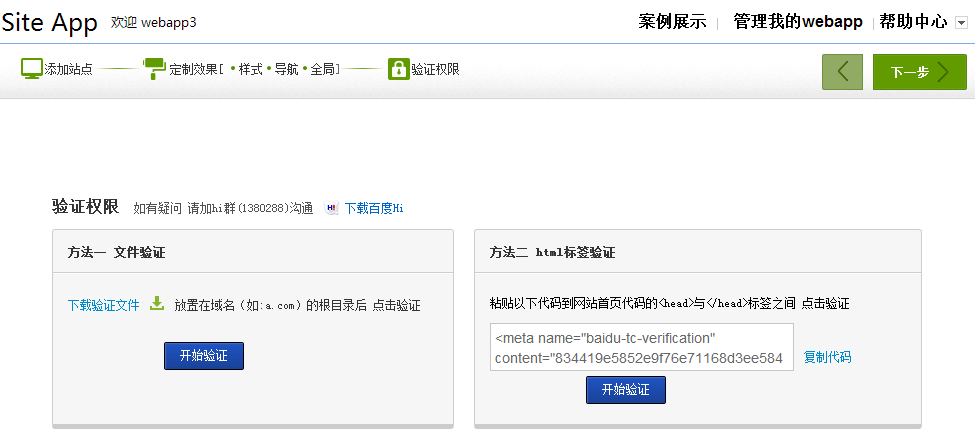 Site App 欢迎 webapp3 案例展示 管理我的webapp 帮助中心
添加站点 定制效果[ •样式•导航•全局] 验证权限 下一步
验证权限 如有疑问 请加hi群(1380288)沟通 Hi 下载百度Hi
方法一 文件验证
下载验证文件 放置在域名（如:a.com）的根目录后 点击验证
开始验证
方法二 html标签验证
粘贴以下代码到网站首页代码的<head>与</head>标签之间 点击验证
<meta name="baidu-tc-verification"
content="834419e5852e9f76e71168d3ee584
复制代码
开始验证